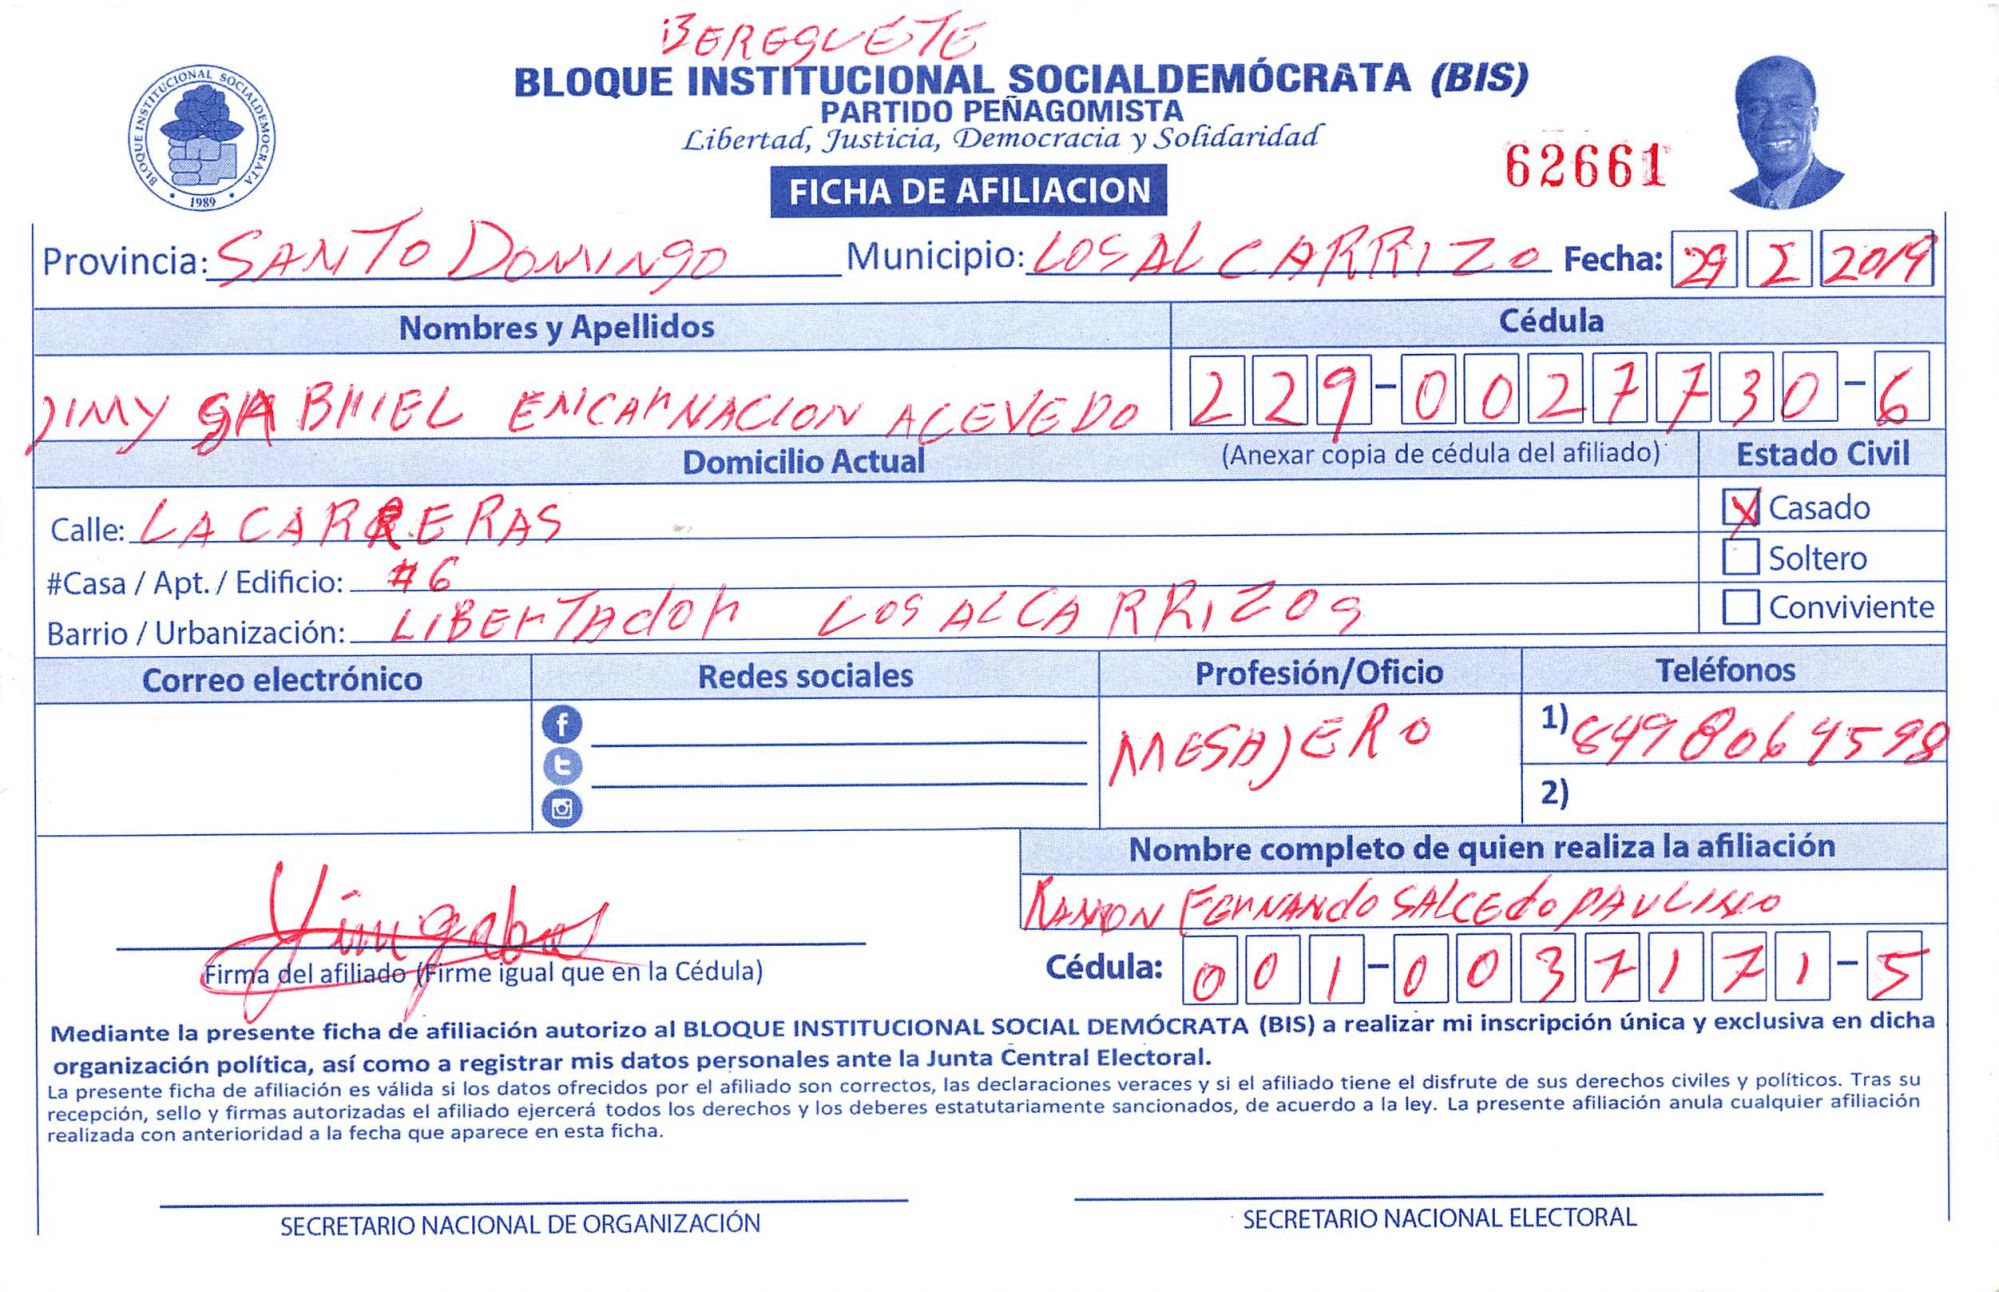 BEREGUETE
BLOQUE INSTITUCIONAL SOCIALDEMÓCRATA (BIS)
PARTIDO PEÑAGOMISTA
Libertad, Justicia, Democracia y Solidaridad
BLOQUE INSTITUCIONAL SOCIALDEMOCRATA
1989
62661
FICHA DE AFILIACION
Provincia: SANTO DOMINGO Municipio: LOS ALCARRIZO Fecha: 29 I 2019
Nombres y Apellidos Cédula
JIMY GABRIEL ENCARNACION ACEVEDO 229-0027730-6
Domicilio Actual (Anexar copia de cédula del afiliado) Estado Civil
Calle: LA CARRERAS X Casado
#Casa / Apt. / Edificio: #6 Soltero
Barrio / Urbanización: LIBERTADOR LOS ALCARRIZOS Conviviente
Correo electrónico Redes sociales Profesión/Oficio Teléfonos
MESAJERO 1) 8498064598
2)
Nombre completo de quien realiza la afiliación
RAMON FERNANDO SALCEDO PAULINO
Firma del afiliado (Firme igual que en la Cédula) Cédula: 001-0037171-5
Mediante la presente ficha de afiliación autorizo al BLOQUE INSTITUCIONAL SOCIAL DEMÓCRATA (BIS) a realizar mi inscripción única y exclusiva en dicha
organización política, así como a registrar mis datos personales ante la Junta Central Electoral.
La presente ficha de afiliación es válida si los datos ofrecidos por el afiliado son correctos, las declaraciones veraces y si el afiliado tiene el disfrute de sus derechos civiles y políticos. Tras su
recepción, sello y firmas autorizadas el afiliado ejercerá todos los derechos y los deberes estatutariamente sancionados, de acuerdo a la ley. La presente afiliación anula cualquier afiliación
realizada con anterioridad a la fecha que aparece en esta ficha.
SECRETARIO NACIONAL DE ORGANIZACIÓN SECRETARIO NACIONAL ELECTORAL